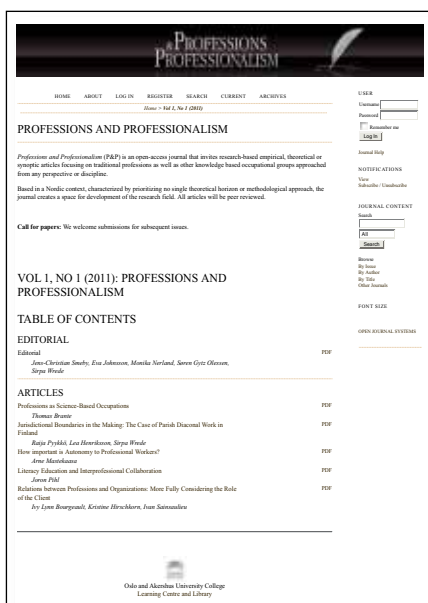 & PROFESSIONS
PROFESSIONALISM
HOME ABOUT LOG IN REGISTER SEARCH CURRENT ARCHIVES
Home > Vol 1, No 1 (2011)
PROFESSIONS AND PROFESSIONALISM
Professions and Professionalism (P&P) is an open-access journal that invites research-based empirical, theoretical or
synoptic articles focusing on traditional professions as well as other knowledge based occupational groups approached
from any perspective or discipline.
Based in a Nordic context, characterized by prioritizing no single theoretical horizon or methodological approach, the
journal creates a space for development of the research field. All articles will be peer reviewed.
Call for papers: We welcome submissions for subsequent issues.
VOL 1, NO 1 (2011): PROFESSIONS AND
PROFESSIONALISM
TABLE OF CONTENTS
EDITORIAL
Editorial PDF
Jens-Christian Smeby, Eva Johnsson, Monika Nerland, Søren Gytz Olessen,
Sirpa Wrede
ARTICLES
Professions as Science-Based Occupations PDF
Thomas Brante
Jurisdictional Boundaries in the Making: The Case of Parish Diaconal Work in PDF
Finland
Raija Pyykkö, Lea Henriksson, Sirpa Wrede
How important is Autonomy to Professional Workers? PDF
Arne Mastekaasa
Literacy Education and Interprofessional Collaboration PDF
Joron Pihl
Relations between Professions and Organizations: More Fully Considering the Role PDF
of the Client
Ivy Lynn Bourgeault, Kristine Hirschkorn, Ivan Sainsaulieu
Oslo and Akershus University College
Learning Centre and Library
USER
Username
Password
Remember me
Log In
Journal Help
NOTIFICATIONS
View
Subscribe / Unsubscribe
JOURNAL CONTENT
Search
All
Search
Browse
By Issue
By Author
By Title
Other Journals
FONT SIZE
OPEN JOURNAL SYSTEMS